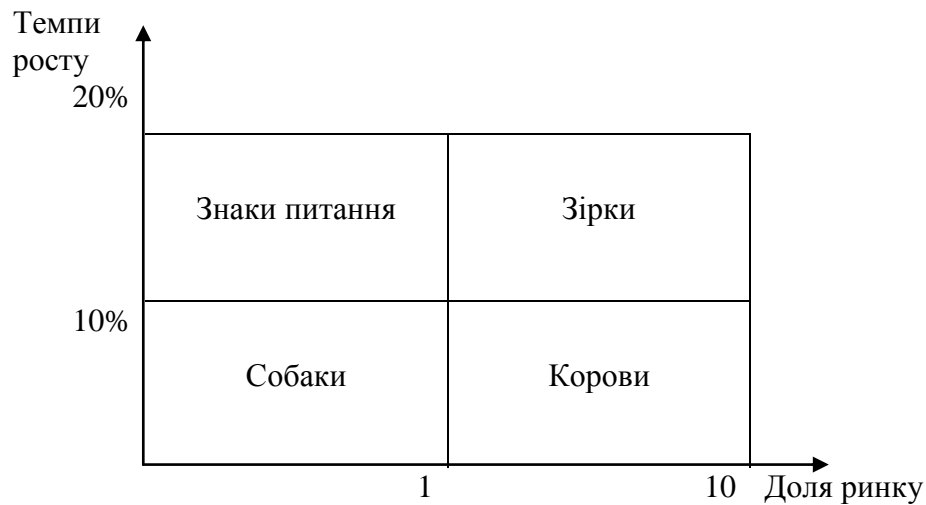 Темпи
росту
20%
Знаки питання
Зірки
10%
Собаки
Корови
1
10
Доля ринку